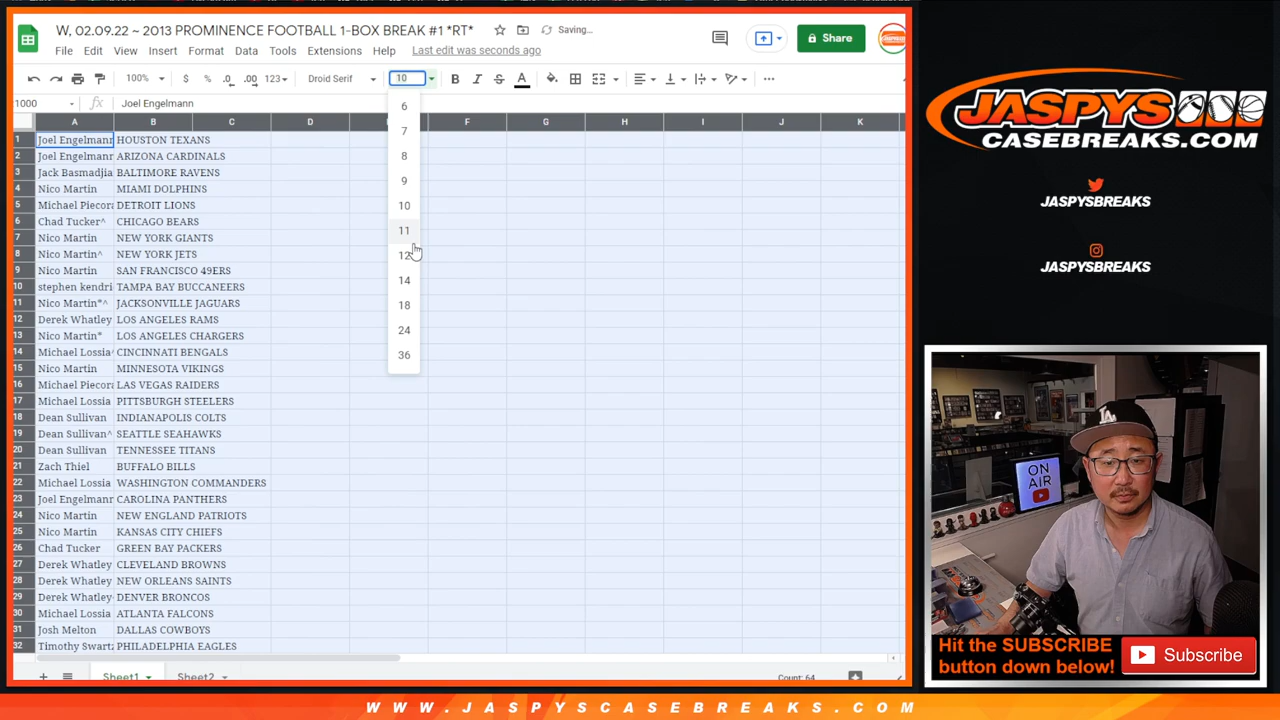 W, 02.09.22 ~ 2013 PROMINENCE FOOTBALL 1-BOX BREAK #1 *RT*
Saving...
File Edit View Insert Format Data Tools Extensions Help Last edit was seconds ago
Share
100% $ % .0 .00 123 Droid Serif 10 B I S A
1000 fx Joel Engelmann
A B C D F G H I J K
1 Joel Engelmann HOUSTON TEXANS
2 Joel Engelmann ARIZONA CARDINALS
3 Jack Basmadjia BALTIMORE RAVENS
4 Nico Martin MIAMI DOLPHINS
5 Michael Piecora DETROIT LIONS
6 Chad Tucker^ CHICAGO BEARS
7 Nico Martin NEW YORK GIANTS
8 Nico Martin^ NEW YORK JETS
9 Nico Martin SAN FRANCISCO 49ERS
10 stephen kendri TAMPA BAY BUCCANEERS
11 Nico Martin*^ JACKSONVILLE JAGUARS
12 Derek Whatley LOS ANGELES RAMS
13 Nico Martin* LOS ANGELES CHARGERS
14 Michael Lossia^ CINCINNATI BENGALS
15 Nico Martin MINNESOTA VIKINGS
16 Michael Piecora LAS VEGAS RAIDERS
17 Michael Lossia PITTSBURGH STEELERS
18 Dean Sullivan INDIANAPOLIS COLTS
19 Dean Sullivan^ SEATTLE SEAHAWKS
20 Dean Sullivan TENNESSEE TITANS
21 Zach Thiel BUFFALO BILLS
22 Michael Lossia WASHINGTON COMMANDERS
23 Joel Engelmann CAROLINA PANTHERS
24 Nico Martin NEW ENGLAND PATRIOTS
25 Nico Martin KANSAS CITY CHIEFS
26 Chad Tucker GREEN BAY PACKERS
27 Derek Whatley CLEVELAND BROWNS
28 Derek Whatley NEW ORLEANS SAINTS
29 Derek Whatley DENVER BRONCOS
30 Michael Lossia ATLANTA FALCONS
31 Josh Melton DALLAS COWBOYS
32 Timothy Swartz PHILADELPHIA EAGLES
6
7
8
9
10
11
12
14
18
24
36
Sheet1 Sheet2 Count: 64
JASPYS
CASEBREAKS.COM
JASPYSBREAKS
JASPYSBREAKS
ON
AIR
LA
Hit the SUBSCRIBE
button down below!
Subscribe
WWW.JASPYSCASEBREAKS.COM